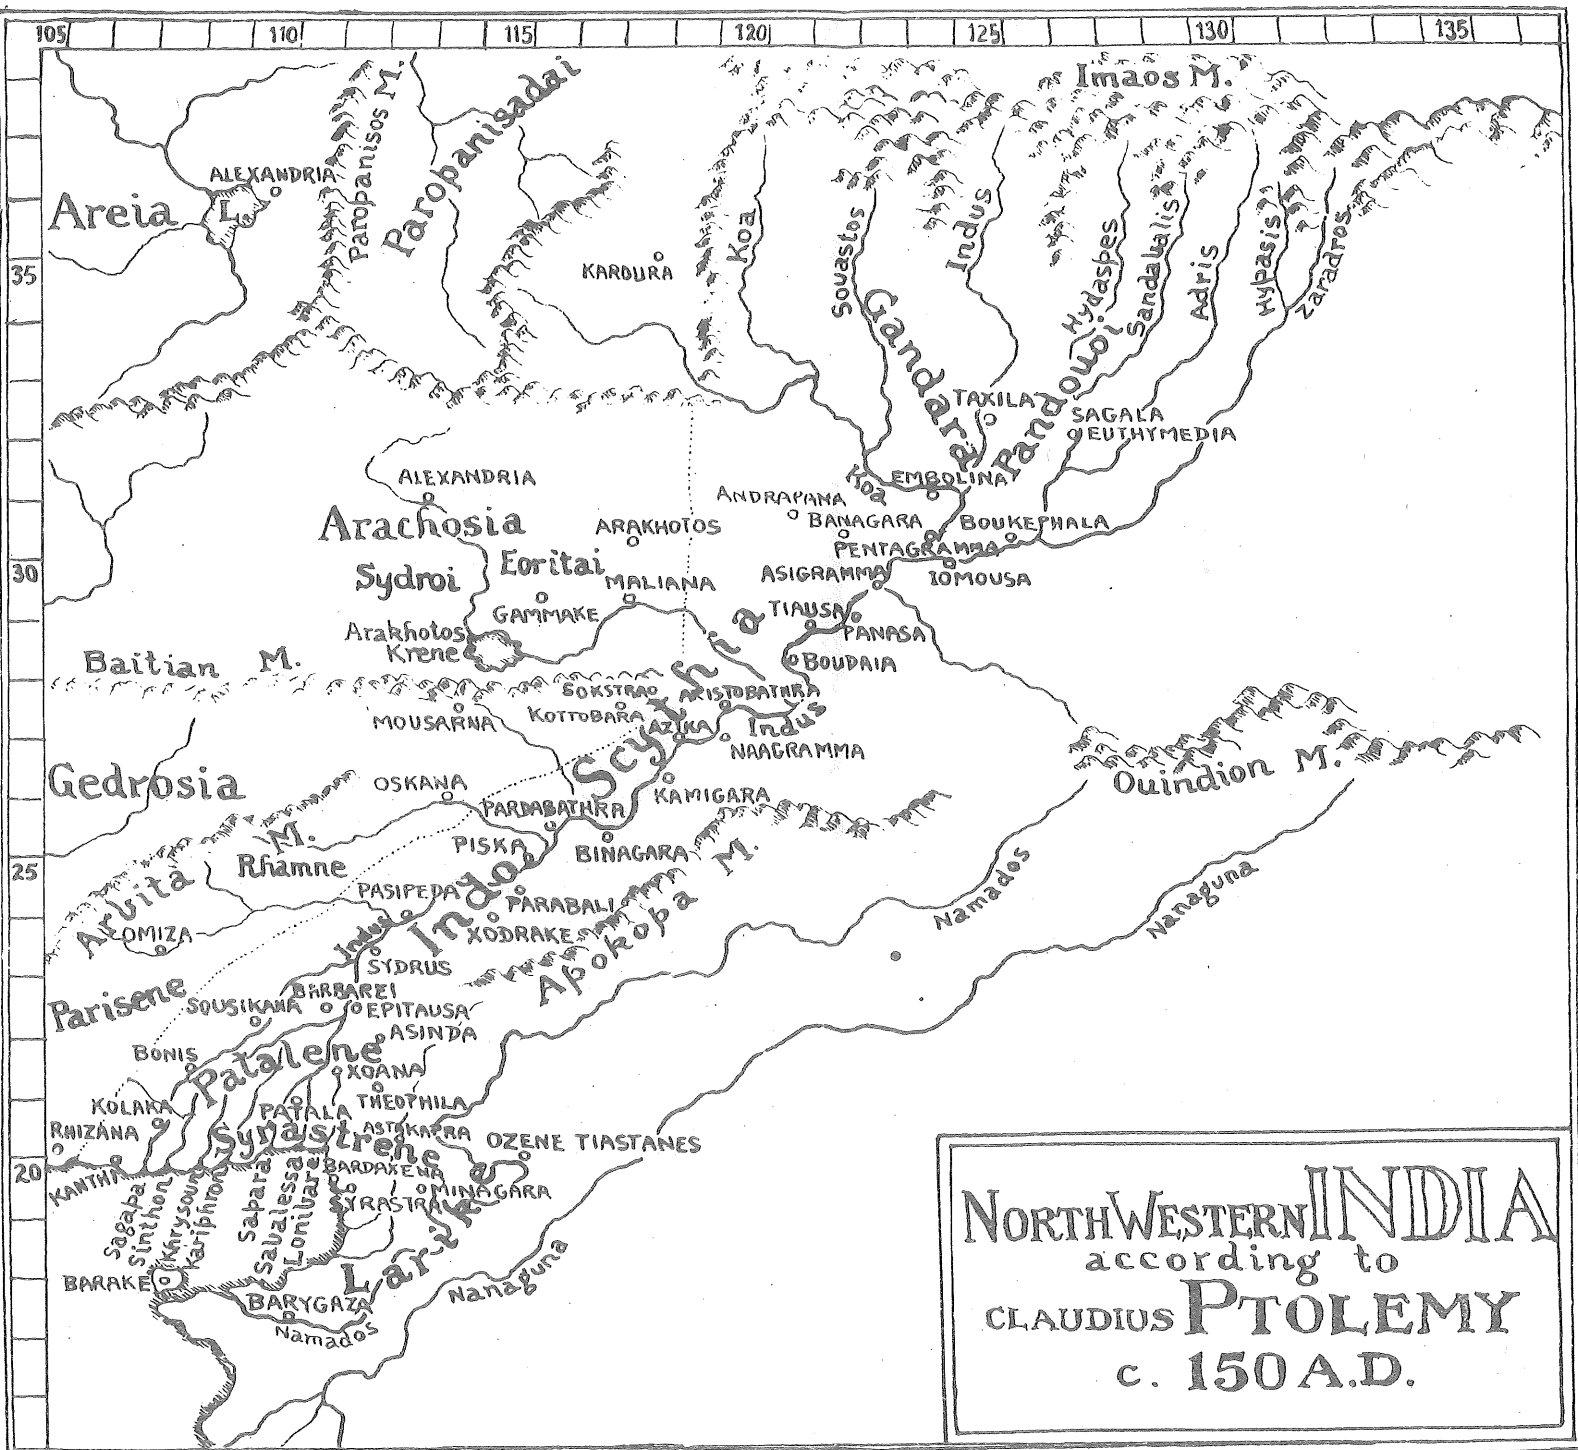 105 110 115 120 125 130 135
35
30
25
20
Imaos M.
Paropanisos M.
Paropanisadai
ALEXANDRIA
L.
Areia
KAROURA
Koa
Souastos
Indus
Hydaspes
Sandabalis
Adris
Hypasis
Zaradros
Gandarai
Pandouoi
TAXILA
SAGALA
EUTHYMEDIA
ALEXANDRIA
Koa
EMBOLINA
ANDRAPANA
Arachosia
ARAKHOTOS
BANAGARA
BOUKEPHALA
PENTAGRAMMA
Eoritai
Sydroi
MALIANA
ASIGRAMMA
IOMOUSA
GAMMAKE
TIAUSA
PANASA
Arakhotos
Krene
BOUDAIA
Baitian M.
SOKSTRAO
ARISTOBATHRA
MOUSARNA
KOTTOBARA
AZIKA
Indus
NAAGRAMMA
Indo Scythia
Gedrosia
OSKANA
KAMIGARA
PARDABATHRA
Ouindion M.
PISKA
BINAGARA
Arbita M.
Rhamne
PASIPEDA
PARABALI
Apokopa M.
Namados
Nanaguna
LOMIZA
XODRAKE
Indus
SYDRUS
Parisene
BARBAREI
SOUSIKANA
EPITAUSA
ASINDA
BONIS
Patalene
XOANA
THEOPHILA
KOLAKA
PATALA
RHIZANA
ASTAKAPRA
Syrastrene
OZENE TIASTANES
KANTHI
BARDAXENA
MINAGARA
SYRASTRA
Sagapa
Sinthon
Khrysoun
Kariphron
Sapara
Sabalessa
Lonibare
Larike
BARAKE
BARYGAZA
Namados
Nanaguna
NORTH WESTERN INDIA
according to
CLAUDIUS PTOLEMY
c. 150 A.D.